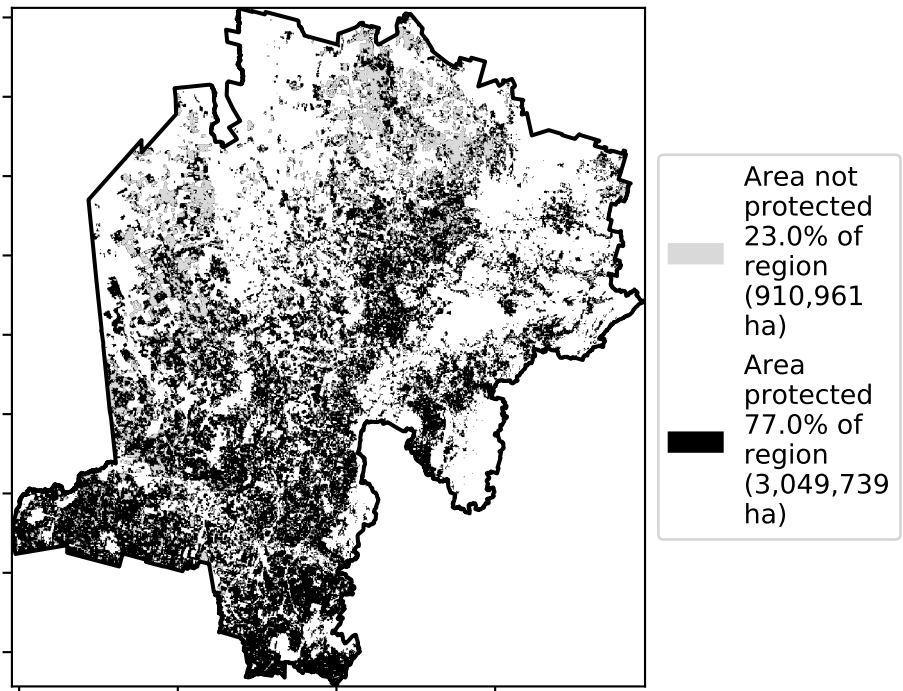 Area not
protected
23.0% of
region
(910,961
ha)
Area
protected
77.0% of
region
(3,049,739
ha)